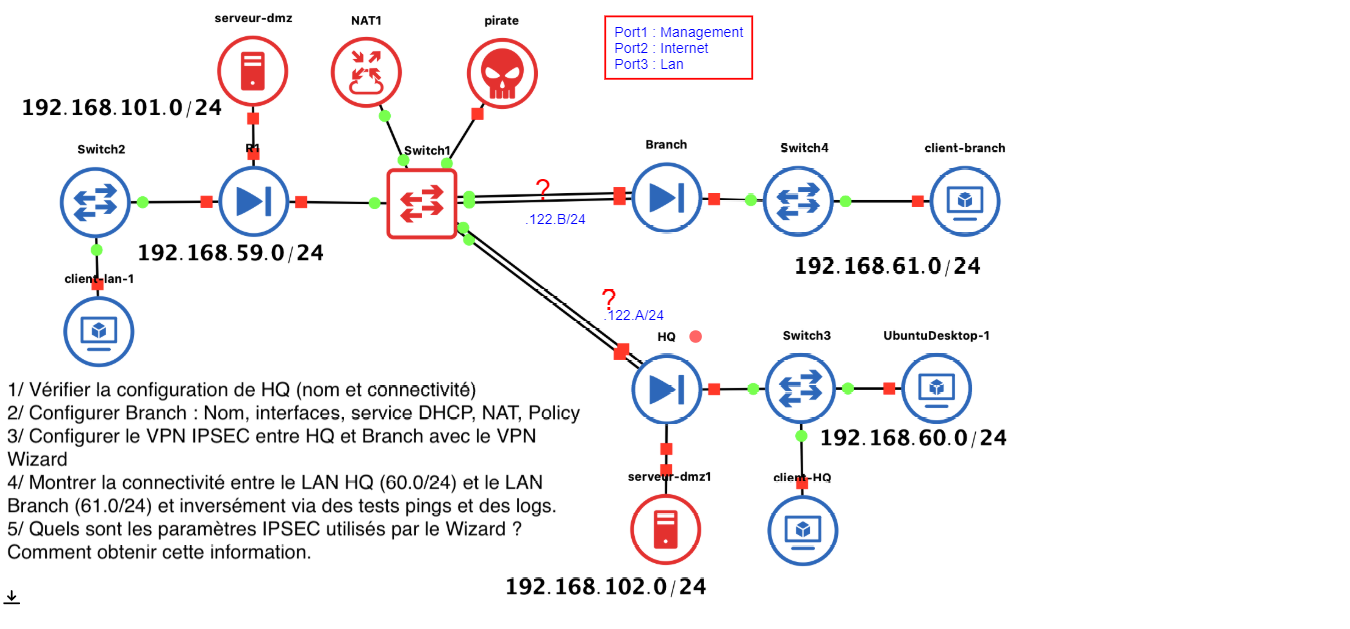 serveur-dmz
NAT1
pirate
Port1 : Management
Port2 : Internet
Port3 : Lan
192.168.101.0/24
Switch2
R1
Switch1
Branch
Switch4
client-branch
?
.122.B/24
192.168.59.0/24
192.168.61.0/24
client-lan-1
?
.122.A/24
HQ
Switch3
UbuntuDesktop-1
1/ Vérifier la configuration de HQ (nom et connectivité)
2/ Configurer Branch : Nom, interfaces, service DHCP, NAT, Policy
3/ Configurer le VPN IPSEC entre HQ et Branch avec le VPN
Wizard
4/ Montrer la connectivité entre le LAN HQ (60.0/24) et le LAN
Branch (61.0/24) et inversément via des tests pings et des logs.
5/ Quels sont les paramètres IPSEC utilisés par le Wizard ?
Comment obtenir cette information.
192.168.60.0/24
serveur-dmz1
client-HQ
192.168.102.0/24